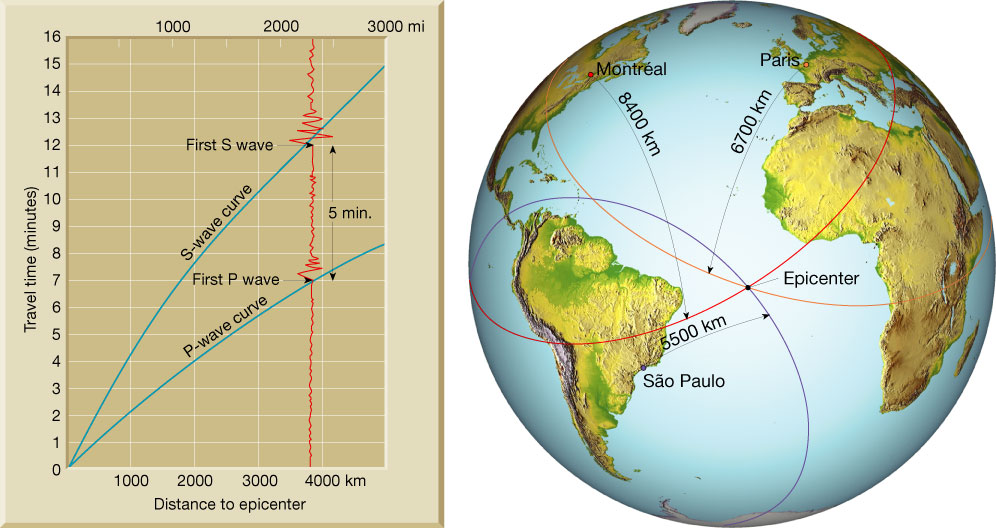 1000 2000 3000 mi
16
15
14
13
12
11
10
9
8
7
6
5
4
3
2
1
0
Travel time (minutes)
First S wave
5 min.
S-wave curve
First P wave
P-wave curve
1000 2000 3000 4000 km
Distance to epicenter
Montréal
Paris
8400 km
6700 km
Epicenter
5500 km
São Paulo